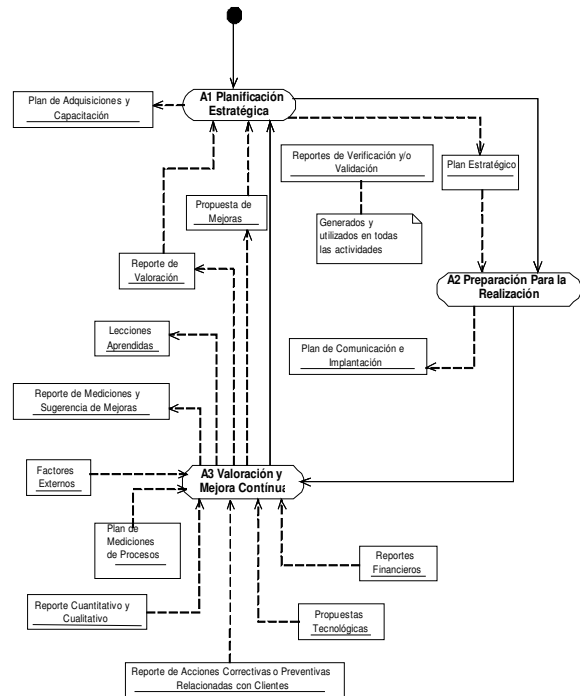 A1 Planificación
Estratégica
Plan de Adquisiciones y
Capacitación
Reportes de Verificación y/o
Validación
Plan Estratégico
Propuesta de
Mejoras
Generados y
utilizados en todas
las actividades
Reporte de
Valoración
A2 Preparación Para la
Realización
Lecciones
Aprendidas
Plan de Comunicación e
Implantación
Reporte de Mediciones y
Sugerencia de Mejoras
Factores
Externos
A3 Valoración y
Mejora Contínua
Plan de
Mediciones
de Procesos
Reportes
Financieros
Reporte Cuantitativo y
Cualitativo
Propuestas
Tecnológicas
Reporte de Acciones Correctivas o Preventivas
Relacionadas con Clientes